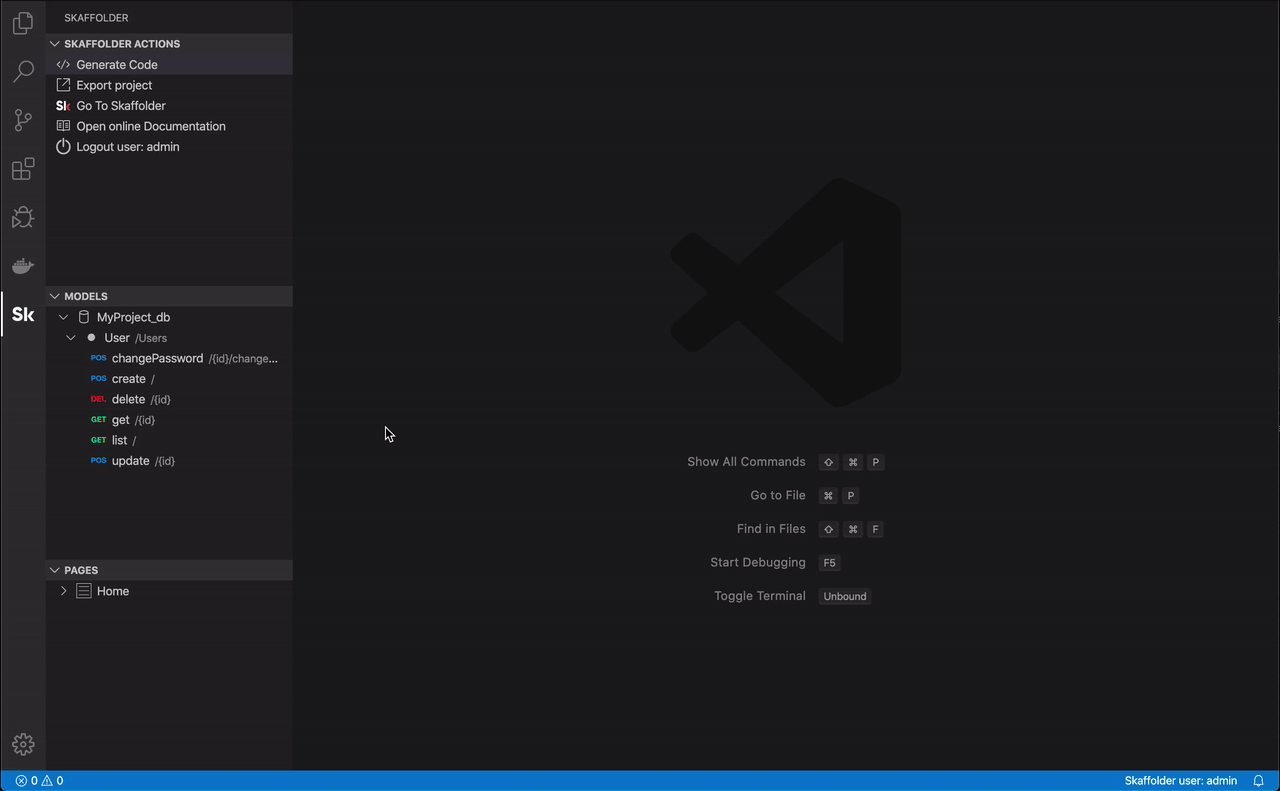 SKAFFOLDER
SKAFFOLDER ACTIONS
Generate Code
Export project
Sk Go To Skaffolder
Open online Documentation
Logout user: admin
Sk
MODELS
MyProject_db
User /Users
POS changePassword /{id}/change...
POS create /
DEL delete /{id}
GET get /{id}
GET list /
POS update /{id}
PAGES
Home
Show All Commands ⇧ ⌘ P
Go to File ⌘ P
Find in Files ⇧ ⌘ F
Start Debugging F5
Toggle Terminal Unbound
0 0
Skaffolder user: admin